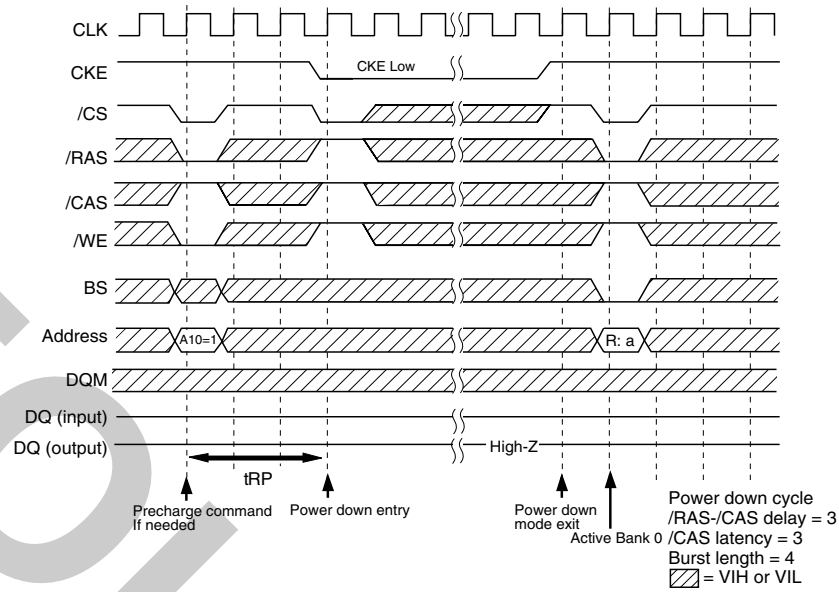 CLK
CKE
CKE Low
/CS
/RAS
/CAS
/WE
BS
Address
A10=1
R: a
DQM
DQ (input)
DQ (output)
High-Z
tRP
Precharge command
If needed
Power down entry
Power down
mode exit
Active Bank 0
Power down cycle
/RAS-/CAS delay = 3
/CAS latency = 3
Burst length = 4
= VIH or VIL